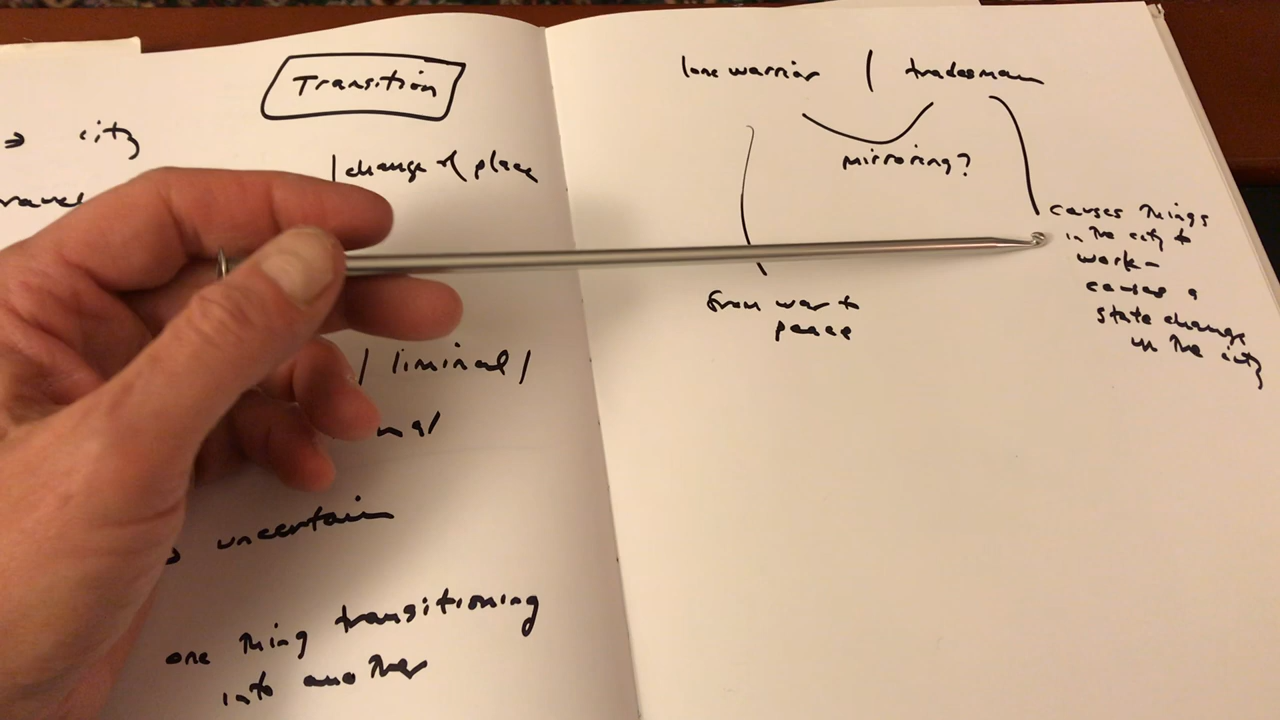 Transition
⇒ city
| change of place
/ liminal /
uncertain
one thing transitioning
into another
lone warrior | tradesman
mirroring?
causes things
in the city to
work -
causes a
state change
in the city
from war to
peace